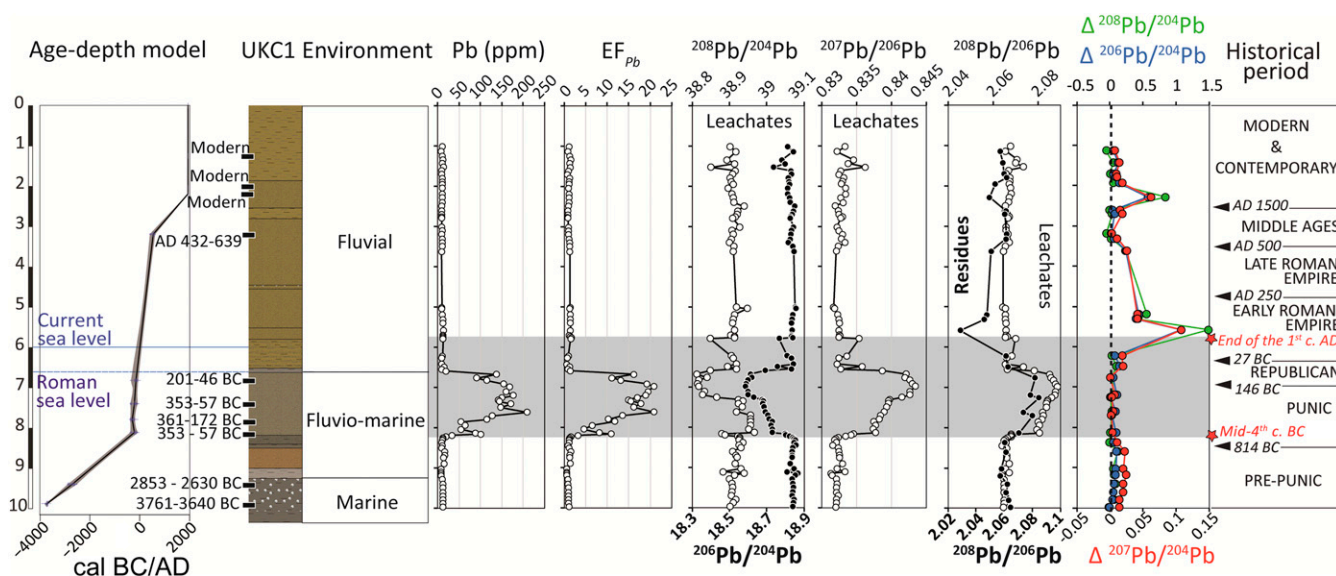 Δ 208Pb/204Pb
Age-depth model UKC1 Environment Pb (ppm) EFPb 208Pb/204Pb 207Pb/206Pb 208Pb/206Pb Δ 206Pb/204Pb Historical period
0 50 100 150 200 250
0 5 10 15 20 25
38.8 38.9 39 39.1
0.83 0.835 0.84 0.845
2.04 2.06 2.08 2.1
-0.5 0 0.5 1 1.5
0
1
2
3
4
5
6
7
8
9
10
Current sea level
Roman sea level
-4000 -2000 0 2000
cal BC/AD
Modern
Modern
Modern
AD 432-639
201-46 BC
353-57 BC
361-172 BC
353 - 57 BC
2853 - 2630 BC
3761-3640 BC
Fluvial
Fluvio-marine
Marine
Leachates
Leachates
Residues
Leachates
18.3 18.5 18.7 18.9
206Pb/204Pb
2.02 2.04 2.06 2.08 2.1
208Pb/206Pb
-0.05 0 0.05 0.1 0.15
Δ 207Pb/204Pb
MODERN
&
CONTEMPORARY
AD 1500
MIDDLE AGES
AD 500
LATE ROMAN
EMPIRE
AD 250
EARLY ROMAN
EMPIRE
End of the 1st c. AD
27 BC
REPUBLICAN
146 BC
PUNIC
Mid-4th c. BC
814 BC
PRE-PUNIC